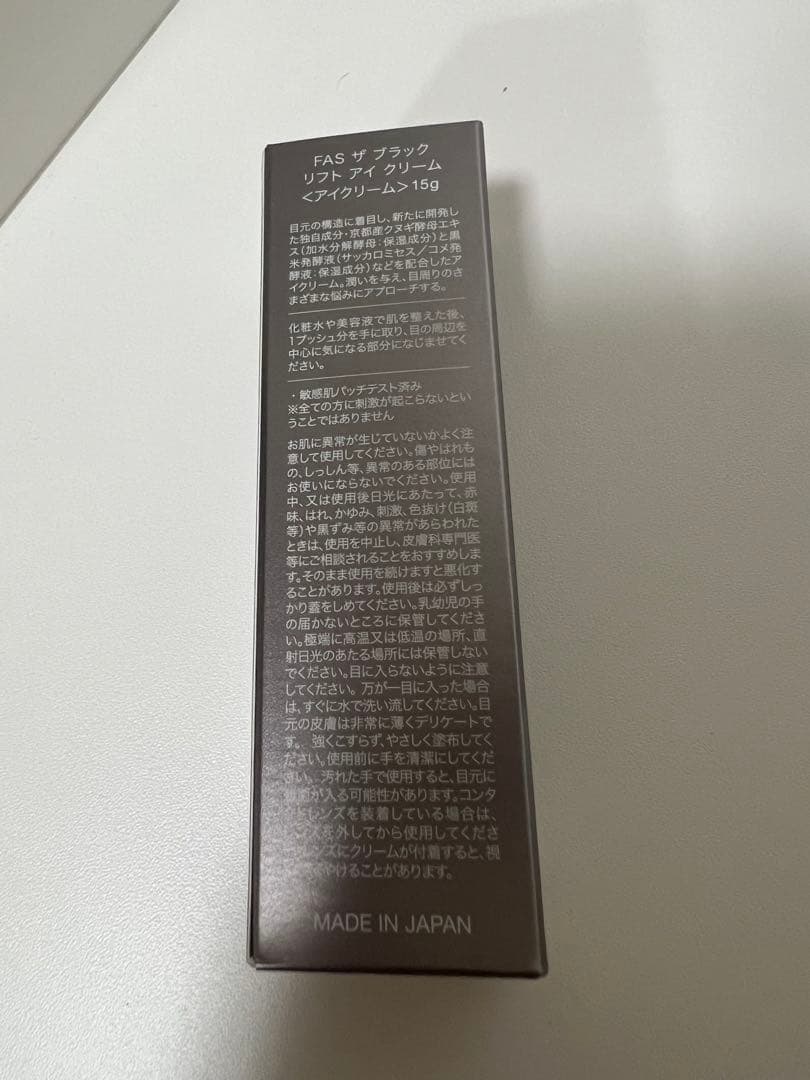 FAS ザ ブラック
リフト アイ クリーム
<アイクリーム>15g
目元の構造に着目し、新たに開発し
た独自成分・京都産クヌギ酵母エキ
ス(加水分解酵母:保湿成分)と黒
米発酵液(サッカロミセス/コメ発
酵液:保湿成分)などを配合したア
イクリーム。潤いを与え、目周りのさ
まざまな悩みにアプローチする。
化粧水や美容液で肌を整えた後、
1プッシュ分を手に取り、目の周辺を
中心に気になる部分になじませてく
ださい。
・敏感肌パッチテスト済み
※全ての方に刺激が起こらないとい
うことではありません
お肌に異常が生じていないかよく注
意して使用してください。傷やはれも
の、しっしん等、異常のある部位には
お使いにならないでください。使用
中、又は使用後日光にあたって、赤
味、はれ、かゆみ、刺激、色抜け(白斑
等)や黒ずみ等の異常があらわれた
ときは、使用を中止し、皮膚科専門医
等にご相談されることをおすすめしま
す。そのまま使用を続けますと悪化す
ることがあります。使用後は必ずしっ
かり蓋をしめてください。乳幼児の手
の届かないところに保管してくださ
い。極端に高温又は低温の場所、直
射日光のあたる場所には保管しない
でください。目に入らないように注意
してください。 万が一目に入った場合
は、すぐに水で洗い流してください。目
元の皮膚は非常に薄くデリケートで
す。 強くこすらず、やさしく塗布してく
ださい。使用前に手を清潔にしてくだ
さい。 汚れた手で使用すると、目元に
が入る可能性があります。コンタ
クトレンズを装着している場合は、
レンズを外してから使用してくださ
い。レンズにクリームが付着すると、視
やけることがあります。
MADE IN JAPAN